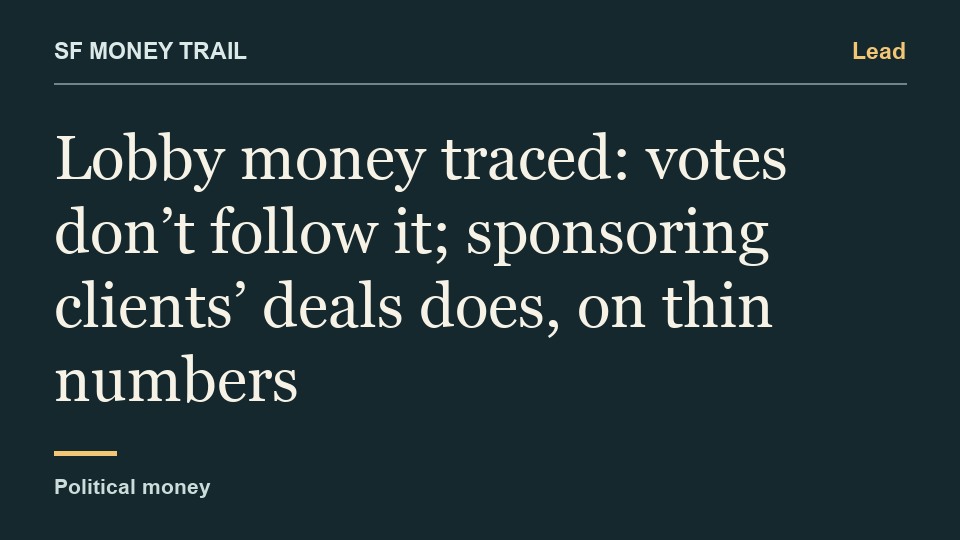 SF MONEY TRAIL
Lead
Lobby money traced: votes
don’t follow it; sponsoring
clients’ deals does, on thin
numbers
Political money